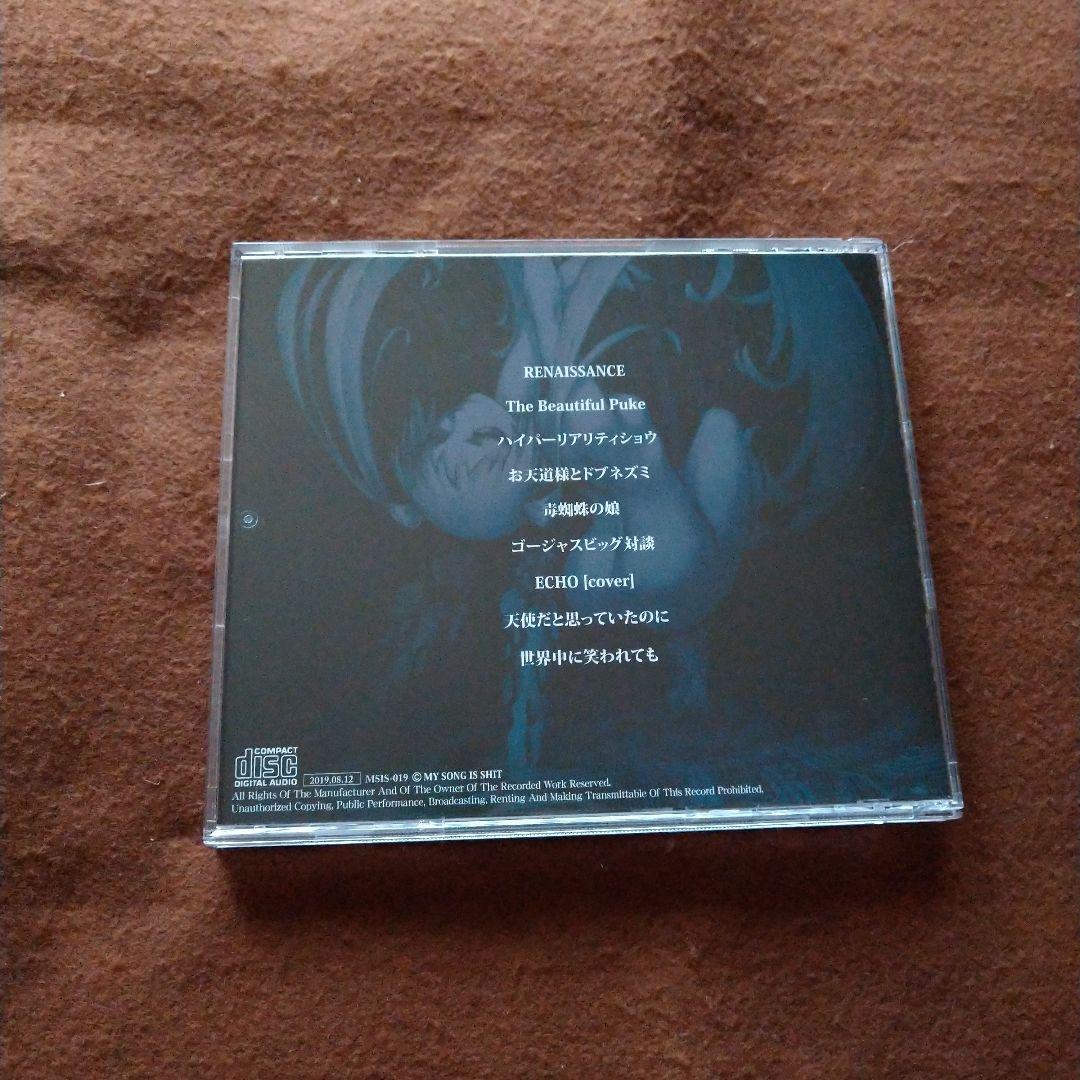 RENAISSANCE
The Beautiful Puke
ハイパーリアリティショウ
お天道様とドブネズミ
毒蜘蛛の娘
ゴージャスビッグ対談
ECHO [cover]
天使だと思っていたのに
世界中に笑われても
COMPACT
disc
DIGITAL AUDIO
2019.08.12 MSIS-019 © MY SONG IS SHIT
All Rights Of The Manufacturer And Of The Owner Of The Recorded Work Reserved.
Unauthorized Copying, Public Performance, Broadcasting, Renting And Making Transmittable Of This Record Prohibited.